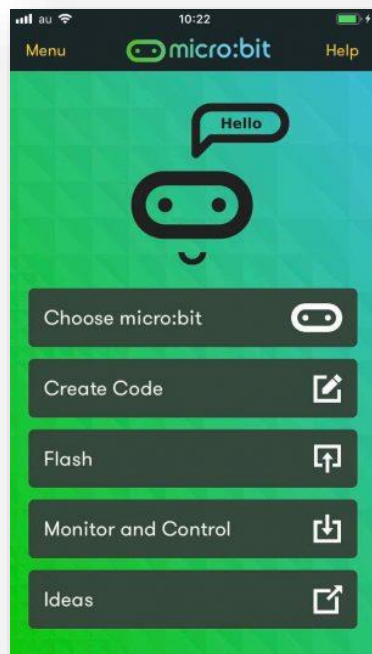 au 10:22
Menu micro:bit Help
Hello
Choose micro:bit
Create Code
Flash
Monitor and Control
Ideas